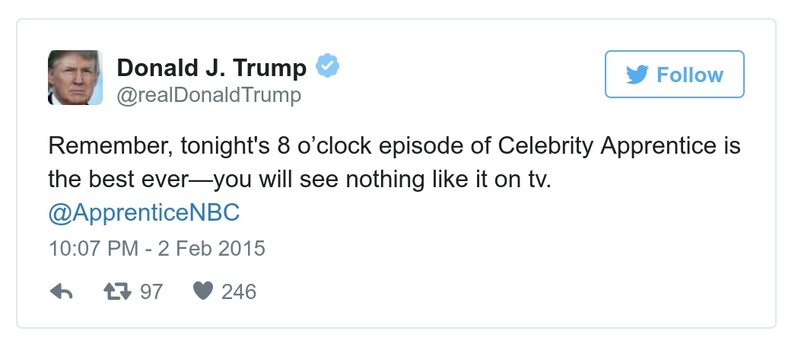 Donald J. Trump
@realDonaldTrump
Follow
Remember, tonight's 8 o’clock episode of Celebrity Apprentice is
the best ever—you will see nothing like it on tv.
@ApprenticeNBC
10:07 PM - 2 Feb 2015
97 246